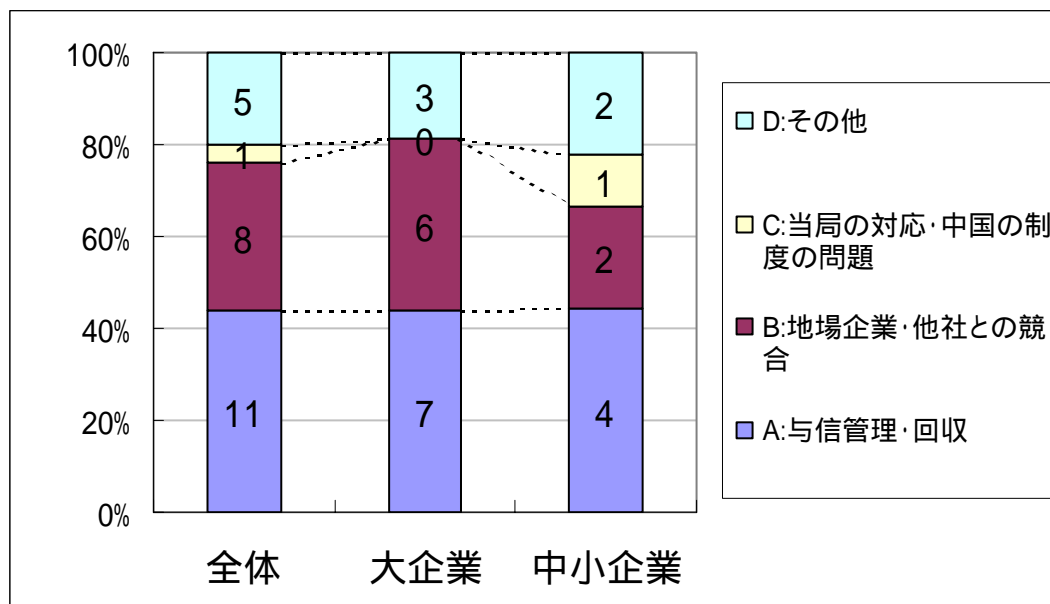 100%
80%
60%
40%
20%
0%
5
3
2
1
0
1
8
6
2
11
7
4
全体
大企業
中小企業
D:その他
C:当局の対応・中国の制
度の問題
B:地場企業・他社との競
合
A:与信管理・回収